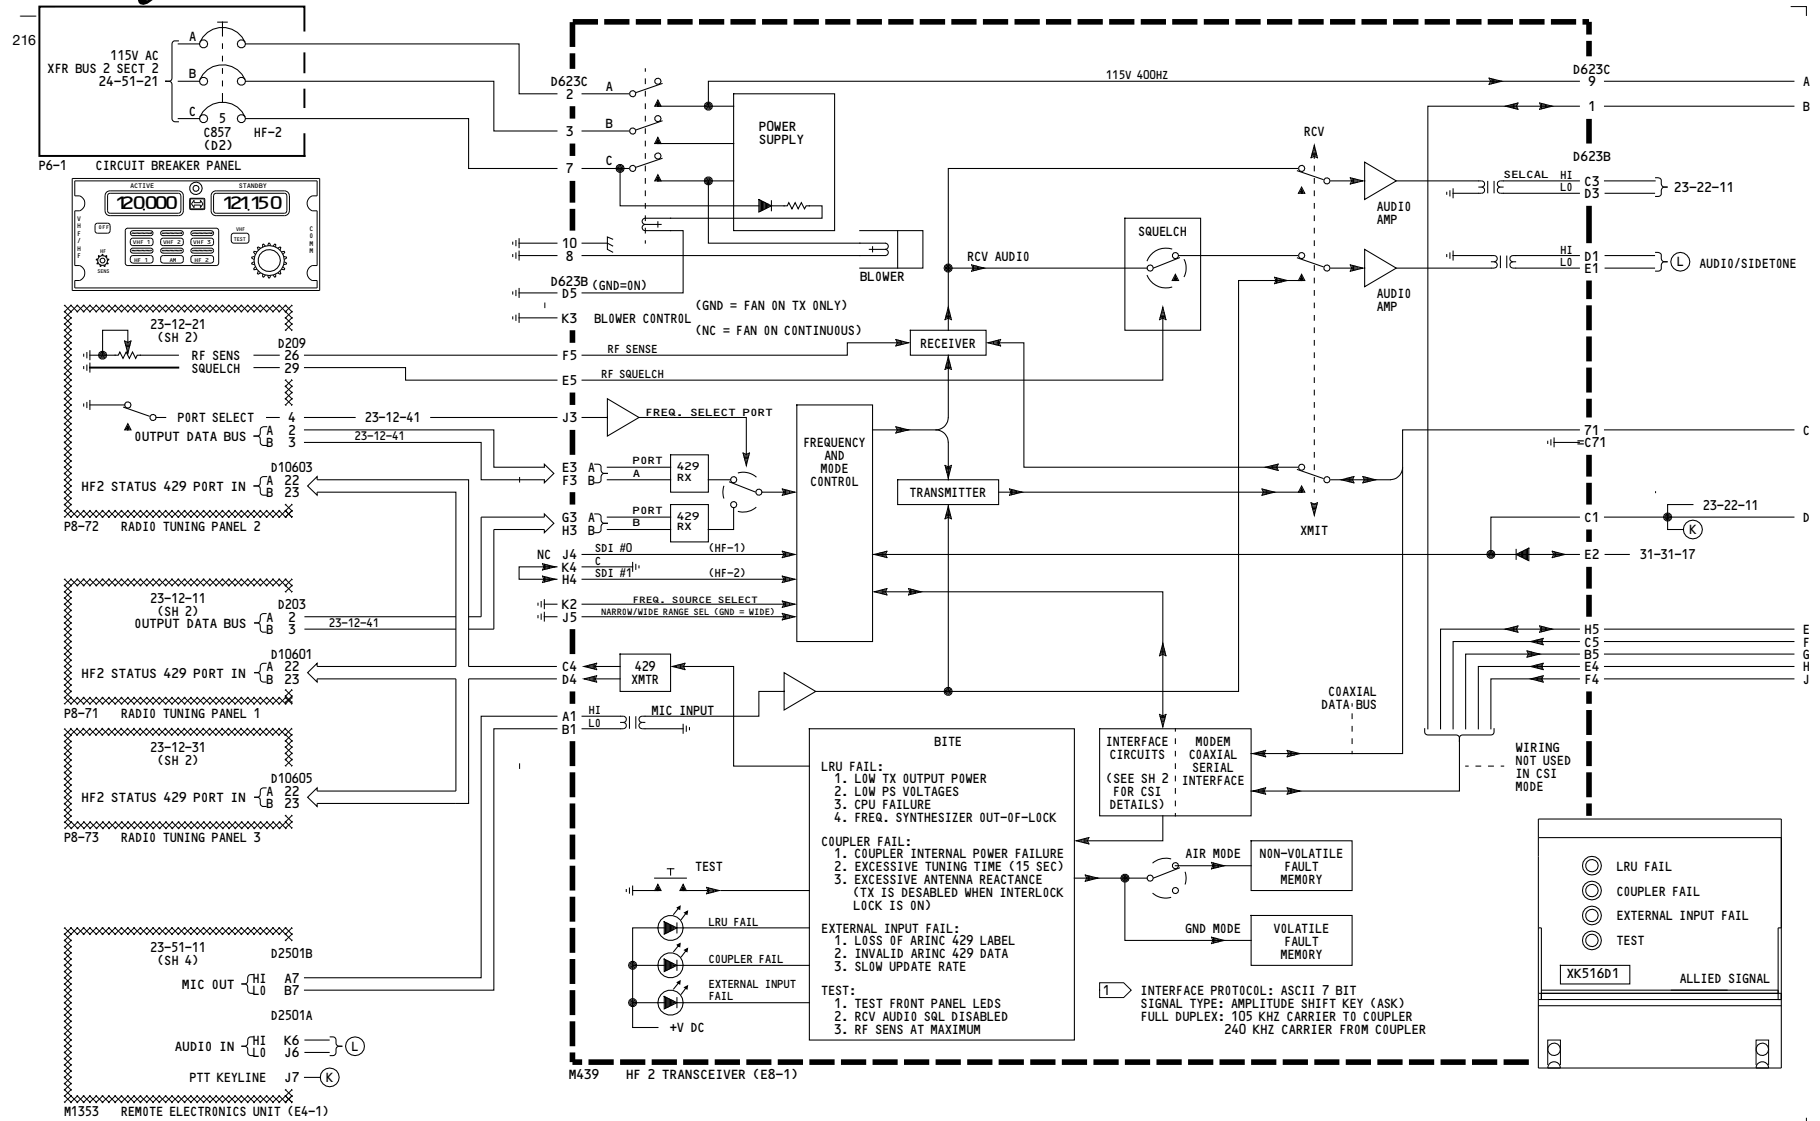 216
115V AC
XFR BUS 2 SECT 2
24-51-21
A
B
C 5
C857
(D2)
HF-2
P6-1 CIRCUIT BREAKER PANEL
ACTIVE
STANDBY
120.000
121.150
VHF/HF
COMM
OFF
VHF 1
VHF 2
VHF 3
VHF
TEST
HF
SENS
HF 1
AM
HF 2
23-12-21
(SH 2)
D209
RF SENS 26
SQUELCH 29
PORT SELECT 4 23-12-41
OUTPUT DATA BUS A 2
B 3 23-12-41
D10603
HF2 STATUS 429 PORT IN A 22
B 23
P8-72 RADIO TUNING PANEL 2
23-12-11
(SH 2)
D203
OUTPUT DATA BUS A 2
B 3 23-12-41
D10601
HF2 STATUS 429 PORT IN A 22
B 23
P8-71 RADIO TUNING PANEL 1
23-12-31
(SH 2)
D10605
HF2 STATUS 429 PORT IN A 22
B 23
P8-73 RADIO TUNING PANEL 3
23-51-11
(SH 4)
D2501B
MIC OUT HI A7
LO B7
D2501A
AUDIO IN HI K6
LO J6
L
PTT KEYLINE J7 K
M1353 REMOTE ELECTRONICS UNIT (E4-1)
D623C
2 A
3 B
7 C
10
8
D623B
D5 (GND=ON)
K3 BLOWER CONTROL
(GND = FAN ON TX ONLY)
(NC = FAN ON CONTINUOUS)
F5 RF SENSE
E5 RF SQUELCH
J3 FREQ. SELECT PORT
E3 A
F3 B
PORT
A
429
RX
G3 A
H3 B
PORT
B
429
RX
NC J4 SDI #0 (HF-1)
K4 C
H4 SDI #1 (HF-2)
K2 FREQ. SOURCE SELECT
J5 NARROW/WIDE RANGE SEL (GND = WIDE)
C4
D4
429
XMTR
A1 HI
B1 LO
MIC INPUT
POWER
SUPPLY
BLOWER
FREQUENCY
AND
MODE
CONTROL
115V 400HZ
RCV AUDIO
RECEIVER
TRANSMITTER
SQUELCH
RCV
XMIT
AUDIO
AMP
AUDIO
AMP
D623C
9 A
1 B
D623B
SELCAL HI C3
LO D3
23-22-11
HI D1
LO E1
L AUDIO/SIDETONE
71 C
C71
23-22-11
C1 D
K
E2 31-31-17
H5 E
C5 F
B5 G
E4 H
F4 J
COAXIAL
DATA BUS
WIRING
NOT USED
IN CSI
MODE
INTERFACE
CIRCUITS
(SEE SH 2
FOR CSI
DETAILS)
MODEM
COAXIAL
SERIAL
INTERFACE
BITE
LRU FAIL:
1. LOW TX OUTPUT POWER
2. LOW PS VOLTAGES
3. CPU FAILURE
4. FREQ. SYNTHESIZER OUT-OF-LOCK
COUPLER FAIL:
1. COUPLER INTERNAL POWER FAILURE
2. EXCESSIVE TUNING TIME (15 SEC)
3. EXCESSIVE ANTENNA REACTANCE
(TX IS DESABLED WHEN INTERLOCK
LOCK IS ON)
EXTERNAL INPUT FAIL:
1. LOSS OF ARINC 429 LABEL
2. INVALID ARINC 429 DATA
3. SLOW UPDATE RATE
TEST:
1. TEST FRONT PANEL LEDS
2. RCV AUDIO SQL DISABLED
3. RF SENS AT MAXIMUM
TEST
LRU FAIL
COUPLER FAIL
EXTERNAL INPUT
FAIL
+V DC
AIR MODE
NON-VOLATILE
FAULT
MEMORY
GND MODE
VOLATILE
FAULT
MEMORY
1 INTERFACE PROTOCOL: ASCII 7 BIT
SIGNAL TYPE: AMPLITUDE SHIFT KEY (ASK)
FULL DUPLEX: 105 KHZ CARRIER TO COUPLER
240 KHZ CARRIER FROM COUPLER
M439 HF 2 TRANSCEIVER (E8-1)
LRU FAIL
COUPLER FAIL
EXTERNAL INPUT FAIL
TEST
XK516D1
ALLIED SIGNAL